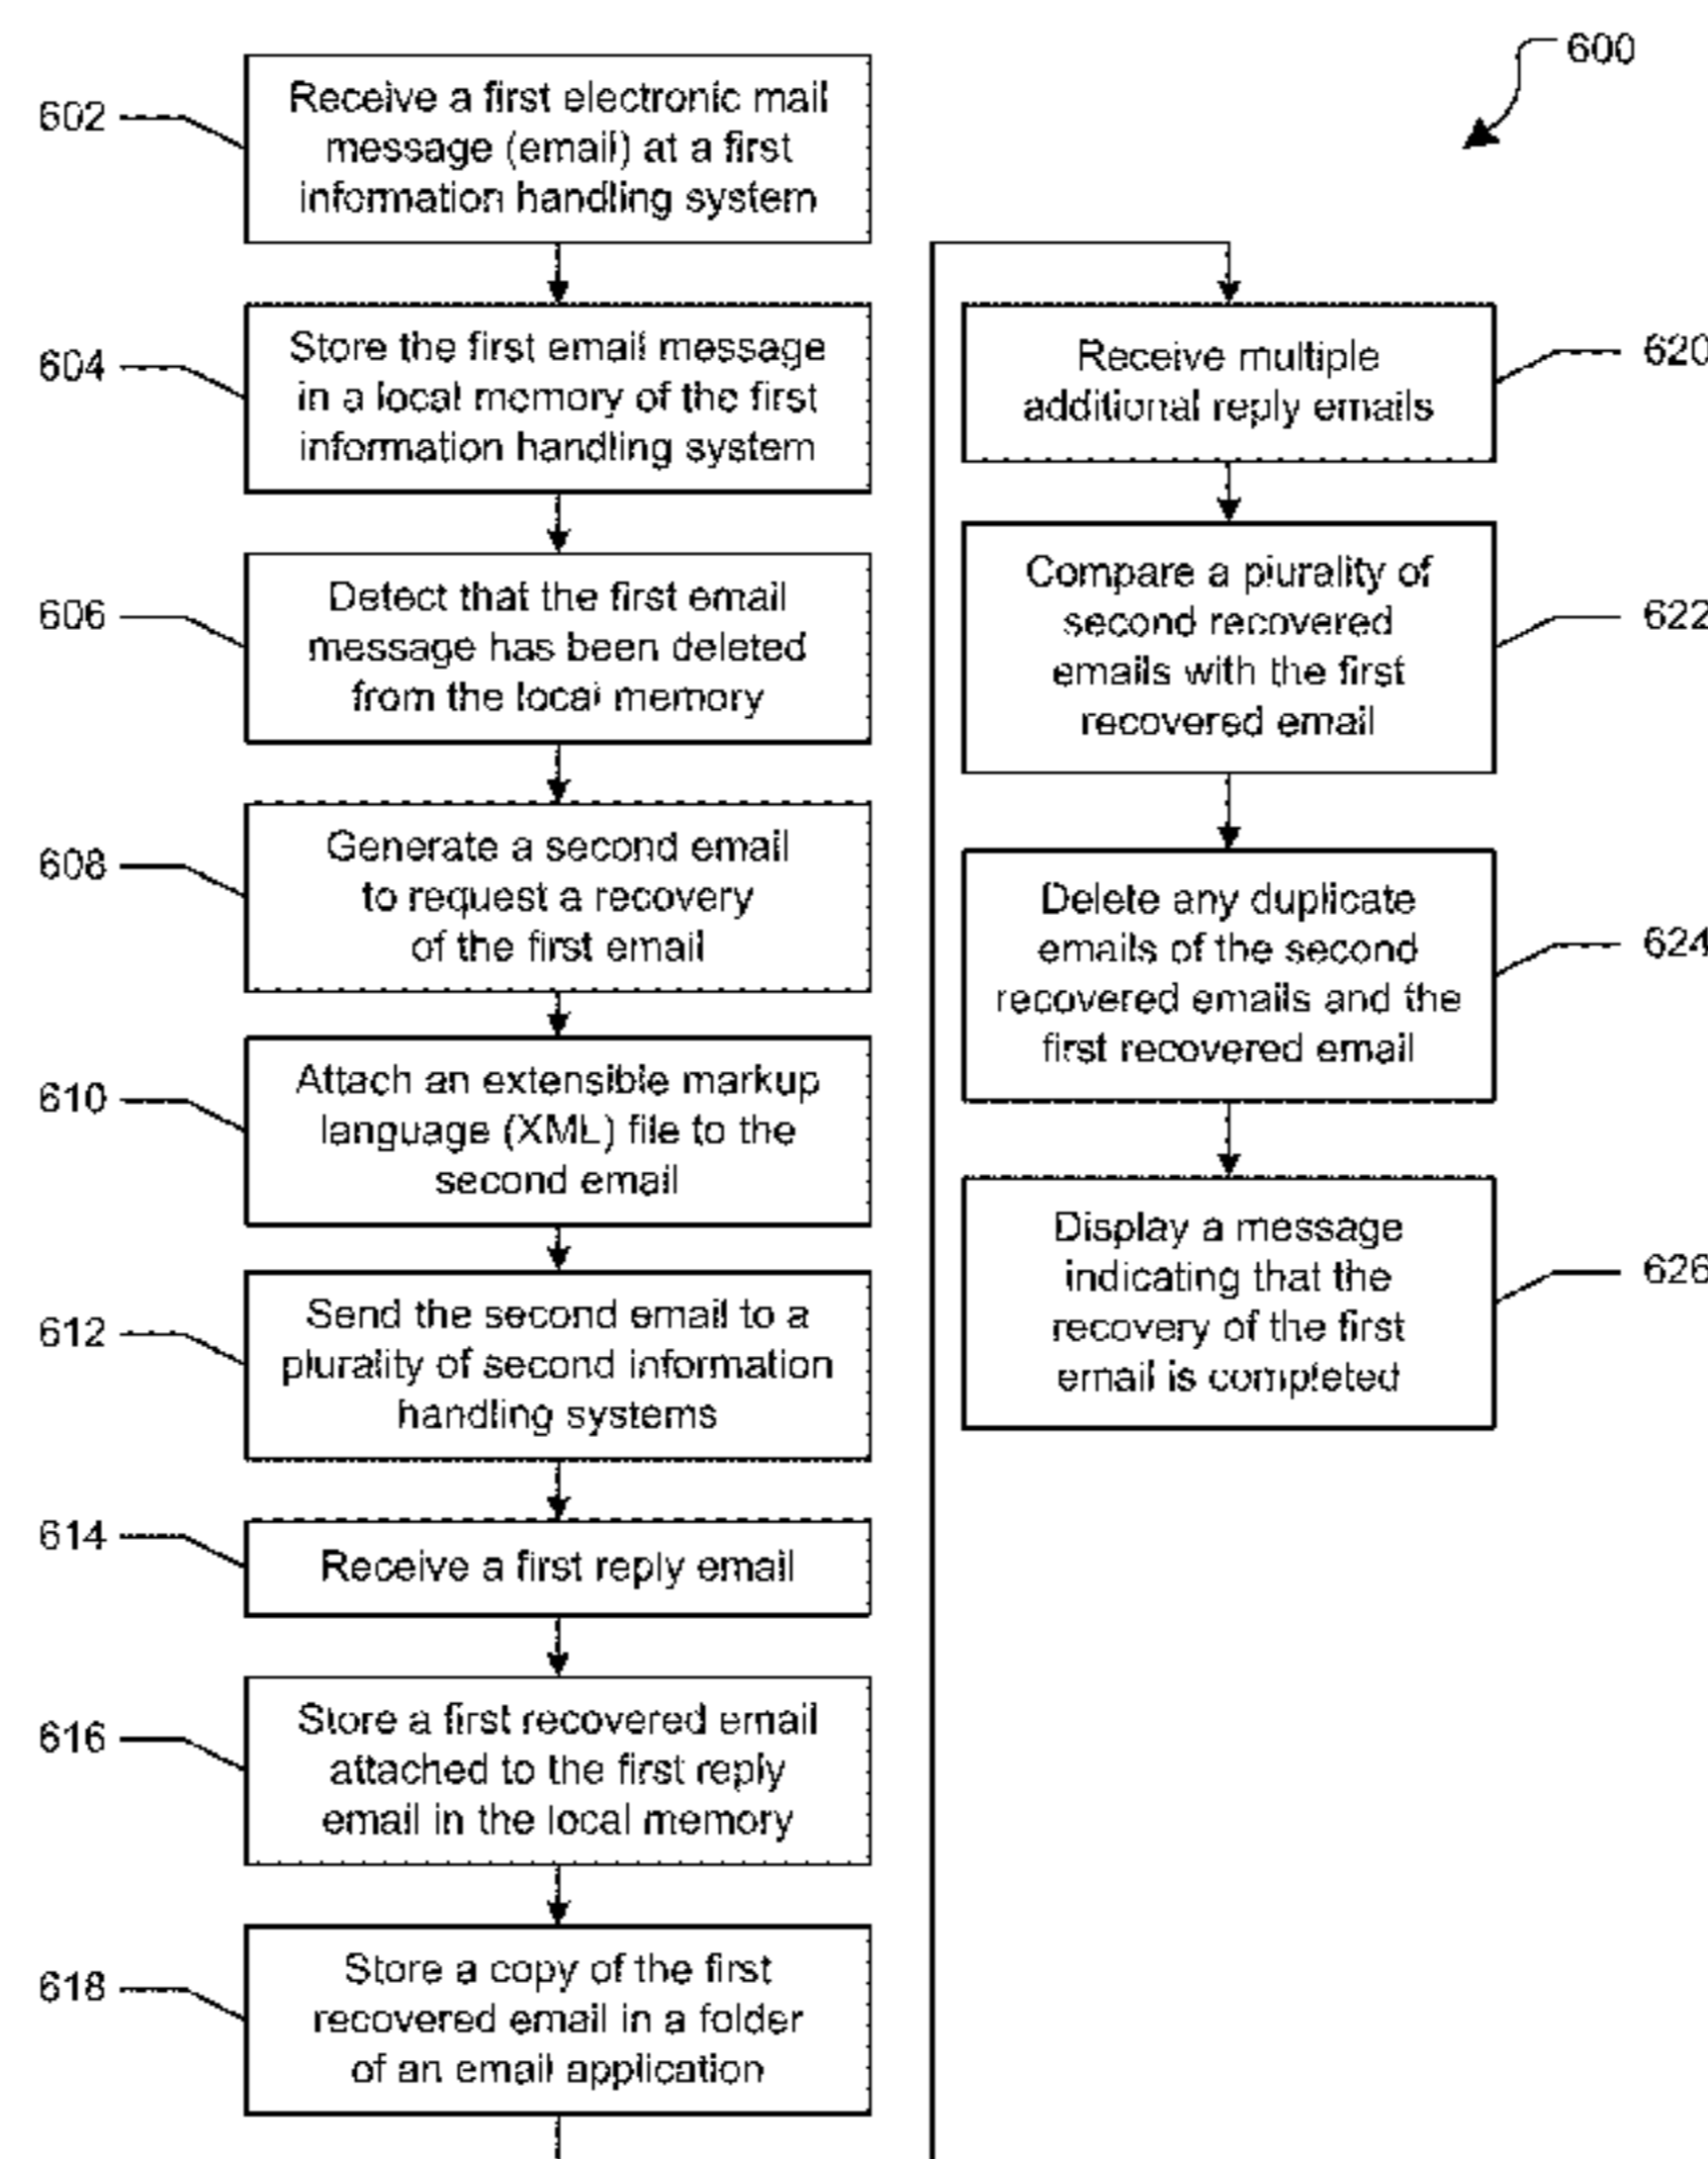 600
602
Receive a first electronic mail
message (email) at a first
information handling system
604
Store the first email message
in a local memory of the first
information handling system
606
Detect that the first email
message has been deleted
from the local memory
608
Generate a second email
to request a recovery
of the first email
610
Attach an extensible markup
language (XML) file to the
second email
612
Send the second email to a
plurality of second information
handling systems
614
Receive a first reply email
616
Store a first recovered email
attached to the first reply
email in the local memory
618
Store a copy of the first
recovered email in a folder
of an email application
Receive multiple
additional reply emails
620
Compare a plurality of
second recovered
emails with the first
recovered email
622
Delete any duplicate
emails of the second
recovered emails and the
first recovered email
624
Display a message
indicating that the
recovery of the first
email is completed
626